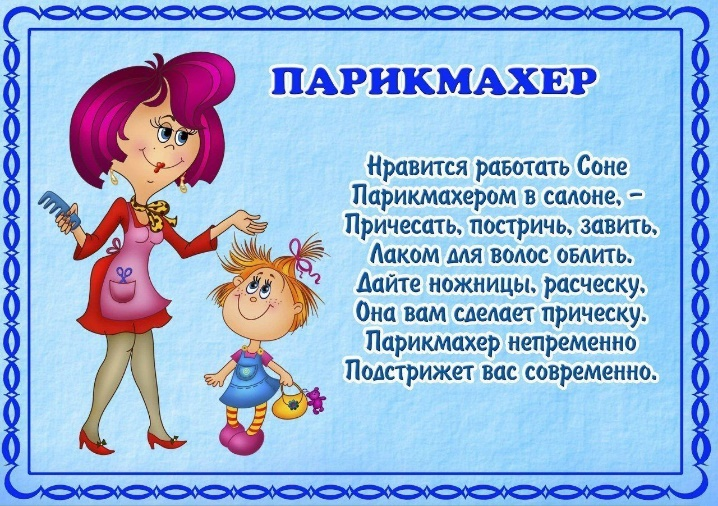 ПАРИКМАХЕР
Нравится работать Соне
Парикмахером в салоне, –
Причесать, постричь, завить,
Лаком для волос облить.
Дайте ножницы, расческу,
Она вам сделает прическу.
Парикмахер непременно
Подстрижет вас современно.